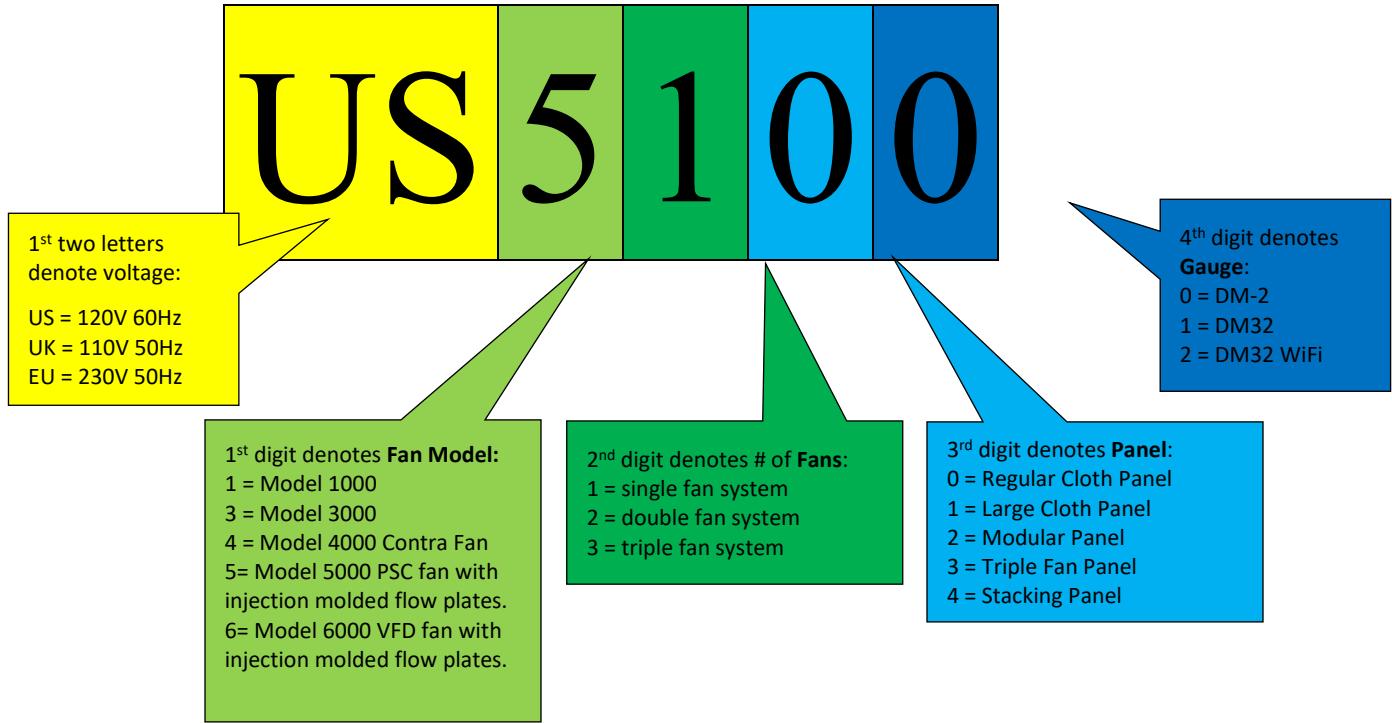 US5100
1st two letters
denote voltage:
US = 120V 60Hz
UK = 110V 50Hz
EU = 230V 50Hz
1st digit denotes Fan Model:
1 = Model 1000
3 = Model 3000
4 = Model 4000 Contra Fan
5= Model 5000 PSC fan with
injection molded flow plates.
6= Model 6000 VFD fan with
injection molded flow plates.
2nd digit denotes # of Fans:
1 = single fan system
2 = double fan system
3 = triple fan system
3rd digit denotes Panel:
0 = Regular Cloth Panel
1 = Large Cloth Panel
2 = Modular Panel
3 = Triple Fan Panel
4 = Stacking Panel
4th digit denotes
Gauge:
0 = DM-2
1 = DM32
2 = DM32 WiFi